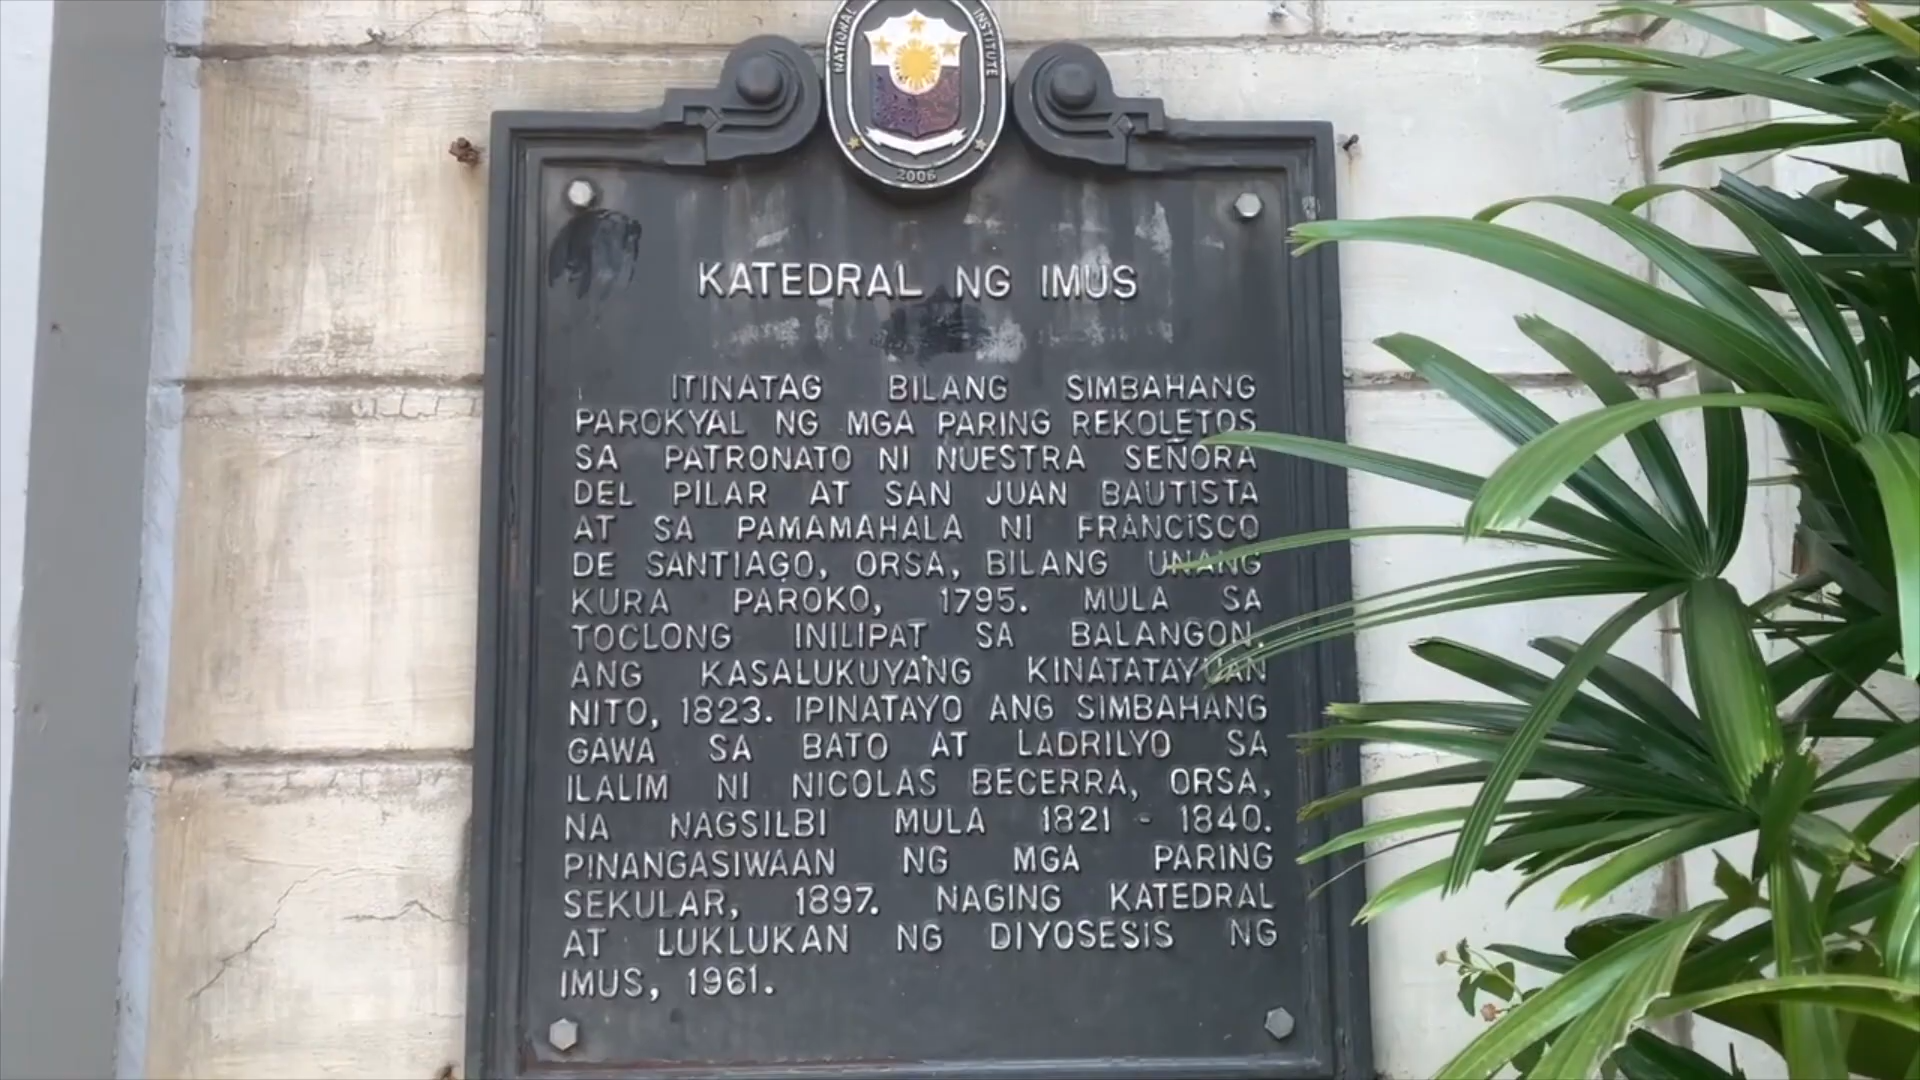 NATIONAL INSTITUTE
2006
KATEDRAL NG IMUS
ITINATAG BILANG SIMBAHANG
PAROKYAL NG MGA PARING REKOLETOS
SA PATRONATO NI NUESTRA SEÑORA
DEL PILAR AT SAN JUAN BAUTISTA
AT SA PAMAMAHALA NI FRANCISCO
DE SANTIAGO, ORSA, BILANG UNANG
KURA PAROKO, 1795. MULA SA
TOCLONG INILIPAT SA BALANGON,
ANG KASALUKUYANG KINATATAYUAN
NITO, 1823. IPINATAYO ANG SIMBAHANG
GAWA SA BATO AT LADRILYO SA
ILALIM NI NICOLAS BECERRA, ORSA,
NA NAGSILBI MULA 1821 - 1840.
PINANGASIWAAN NG MGA PARING
SEKULAR, 1897. NAGING KATEDRAL
AT LUKLUKAN NG DIYOSESIS NG
IMUS, 1961.